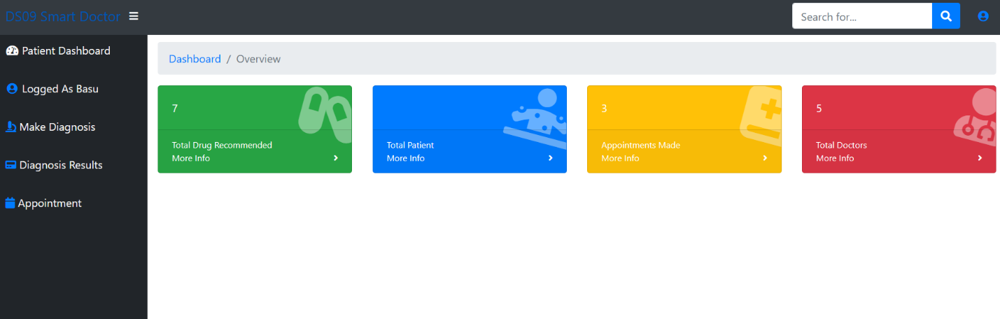 DS09 Smart Doctor
Search for...
Patient Dashboard
Logged As Basu
Make Diagnosis
Diagnosis Results
Appointment
Dashboard / Overview
7
Total Drug Recommended
More Info
Total Patient
More Info
3
Appointments Made
More Info
5
Total Doctors
More Info